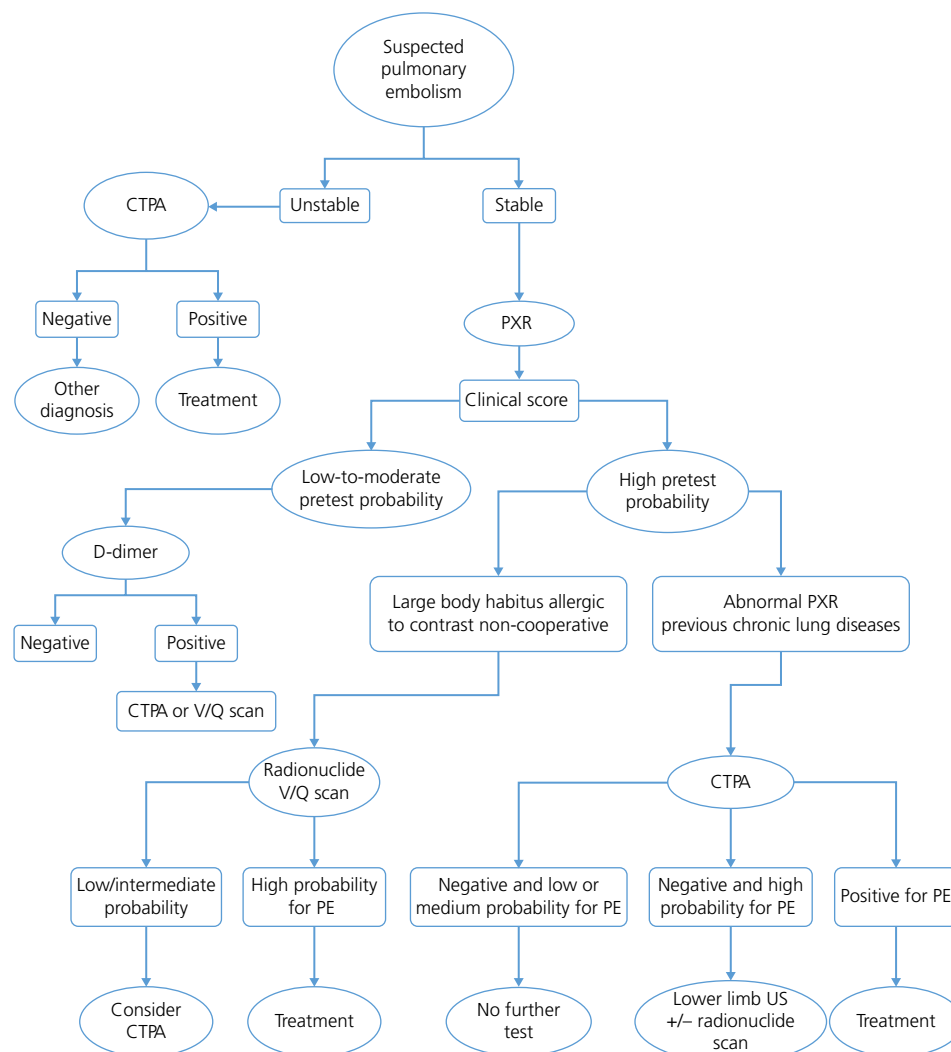 Suspected
pulmonary
embolism
CTPA
Unstable
Stable
Negative
Positive
PXR
Other
diagnosis
Treatment
Clinical score
Low-to-moderate
pretest probability
High pretest
probability
D-dimer
Large body habitus allergic
to contrast non-cooperative
Abnormal PXR
previous chronic lung diseases
Negative
Positive
CTPA or V/Q scan
Radionuclide
V/Q scan
CTPA
Low/intermediate
probability
High probability
for PE
Negative and low or
medium probability for PE
Negative and high
probability for PE
Positive for PE
Consider
CTPA
Treatment
No further
test
Lower limb US
+/– radionuclide
scan
Treatment